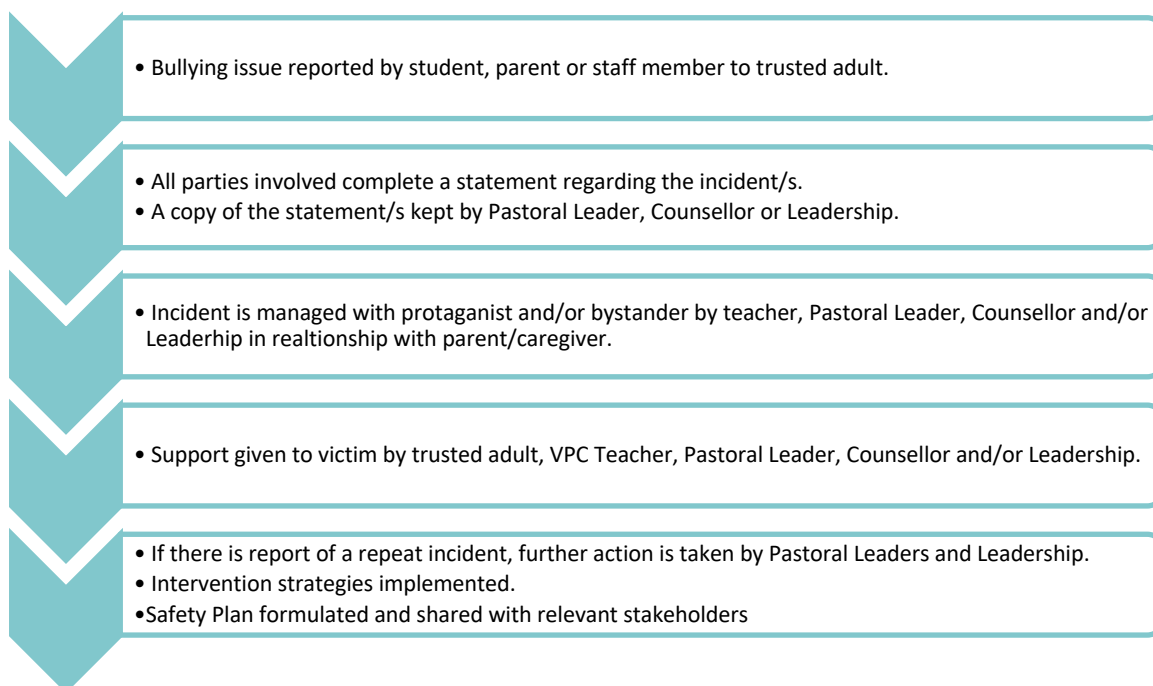 • Bullying issue reported by student, parent or staff member to trusted adult.
• All parties involved complete a statement regarding the incident/s.
• A copy of the statement/s kept by Pastoral Leader, Counsellor or Leadership.
• Incident is managed with protaganist and/or bystander by teacher, Pastoral Leader, Counsellor and/or
Leaderhip in realtionship with parent/caregiver.
• Support given to victim by trusted adult, VPC Teacher, Pastoral Leader, Counsellor and/or Leadership.
• If there is report of a repeat incident, further action is taken by Pastoral Leaders and Leadership.
• Intervention strategies implemented.
•Safety Plan formulated and shared with relevant stakeholders